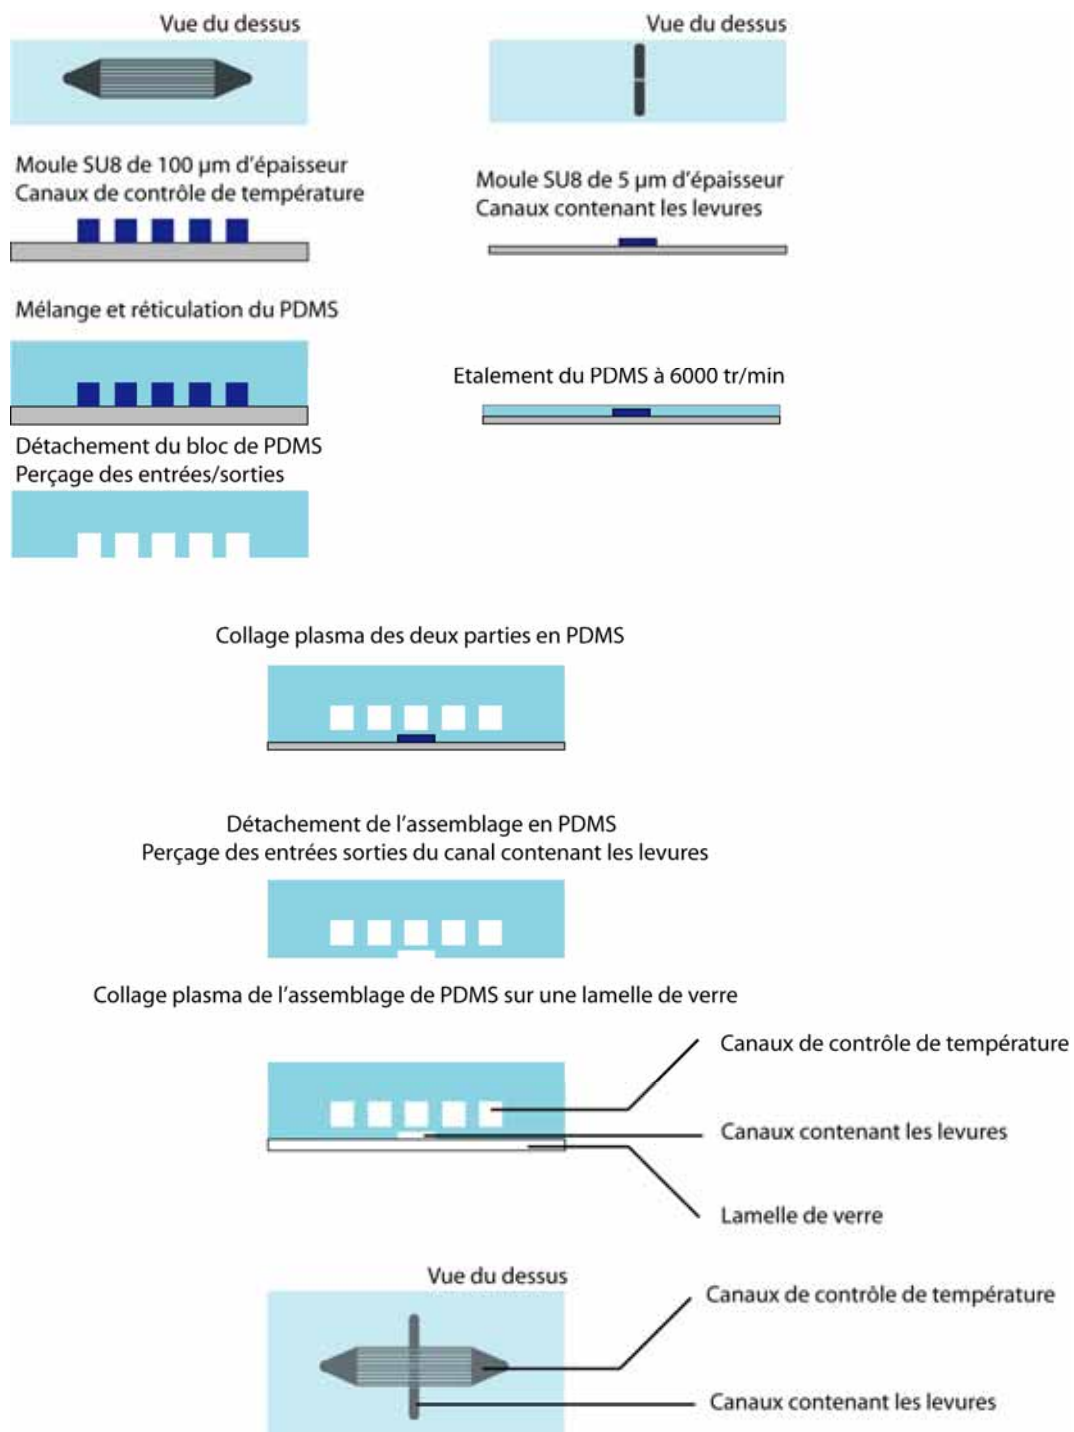 Vue du dessus
Vue du dessus
Moule SU8 de 100 µm d'épaisseur
Canaux de contrôle de température
Moule SU8 de 5 µm d'épaisseur
Canaux contenant les levures
Mélange et réticulation du PDMS
Etalement du PDMS à 6000 tr/min
Détachement du bloc de PDMS
Perçage des entrées/sorties
Collage plasma des deux parties en PDMS
Détachement de l'assemblage en PDMS
Perçage des entrées sorties du canal contenant les levures
Collage plasma de l'assemblage de PDMS sur une lamelle de verre
Canaux de contrôle de température
Canaux contenant les levures
Lamelle de verre
Vue du dessus
Canaux de contrôle de température
Canaux contenant les levures